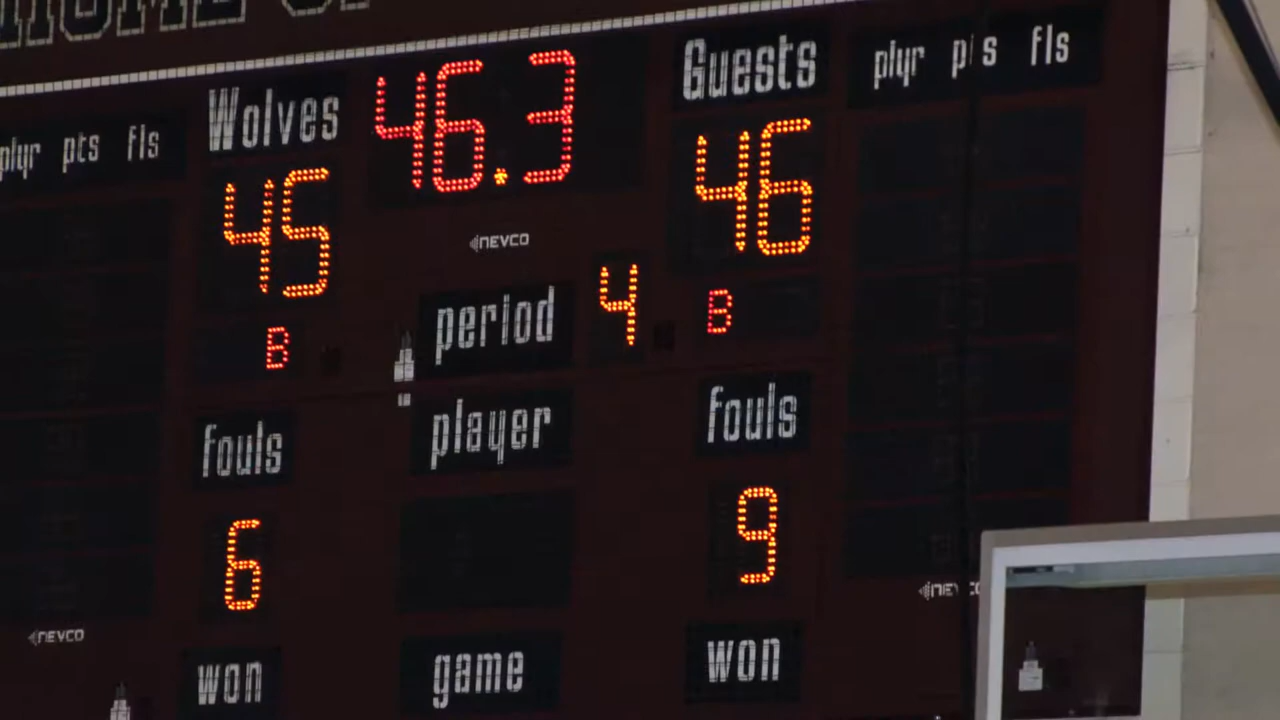 Wolves 46.3 Guests plyr pts fls
plyr pts fls 45 46
NEVCO
period 4
B B
fouls player fouls
6 9
NEVCO
NEVCO
won game won